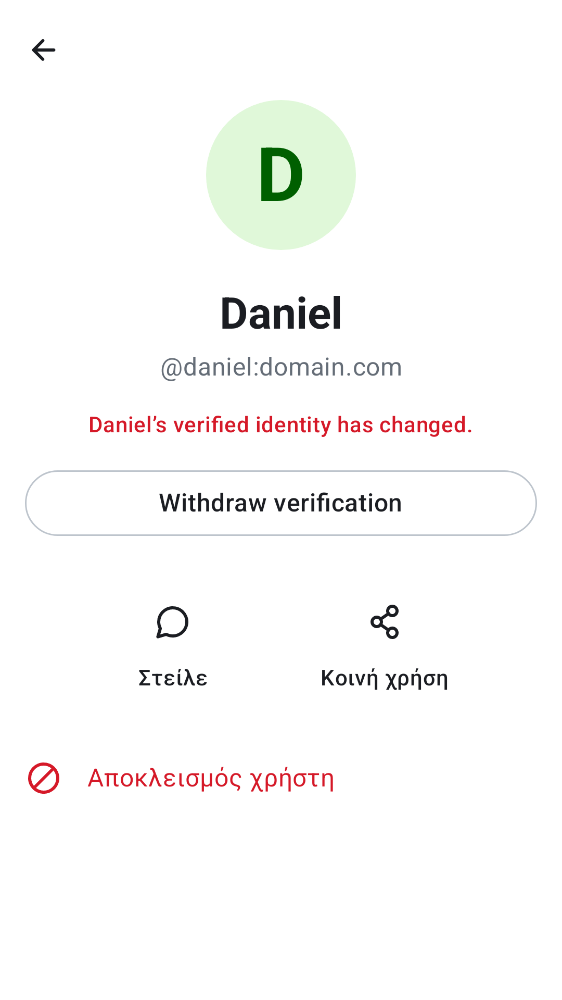 D
Daniel
@daniel:domain.com
Daniel’s verified identity has changed.
Withdraw verification
Στείλε
Κοινή χρήση
Αποκλεισμός χρήστη